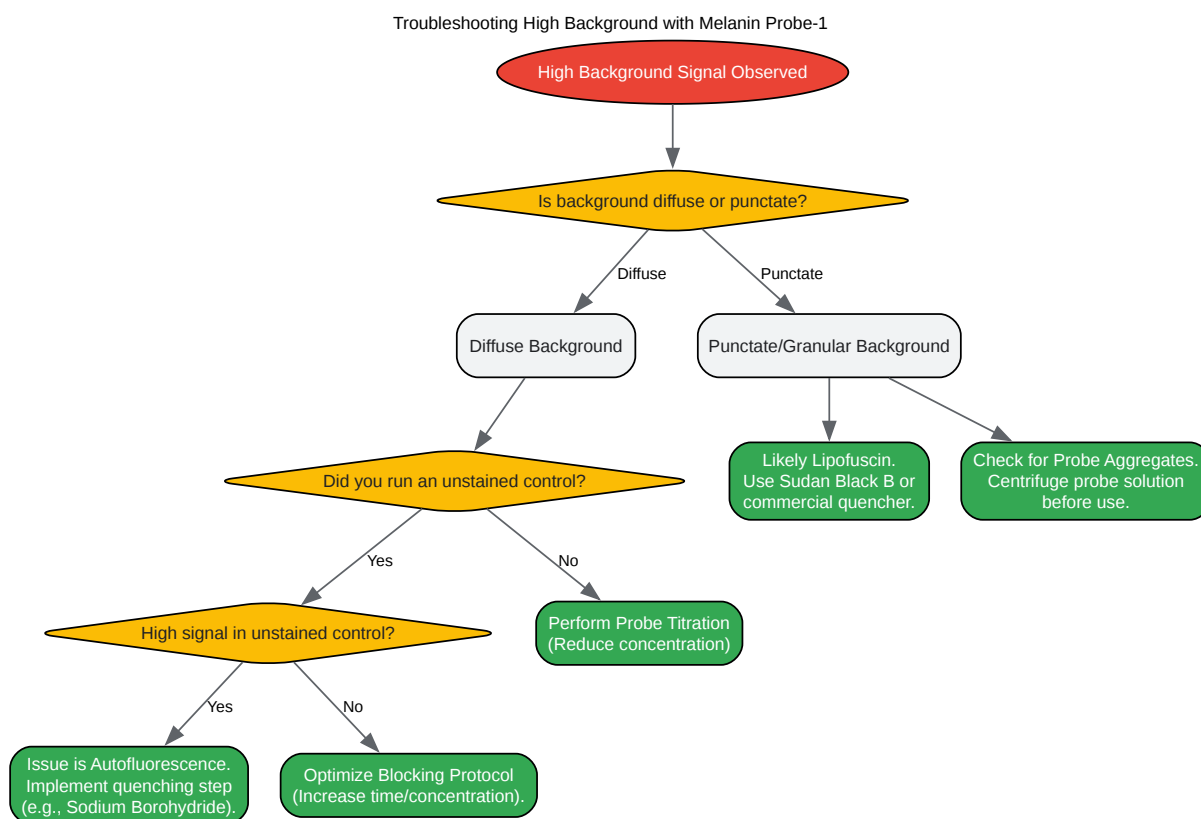 Troubleshooting High Background with Melanin Probe-1
High Background Signal Observed
Is background diffuse or punctate?
Diffuse
Punctate
Diffuse Background
Punctate/Granular Background
Did you run an unstained control?
Likely Lipofuscin.
Use Sudan Black B or
commercial quencher.
Check for Probe Aggregates.
Centrifuge probe solution
before use.
Yes
No
High signal in unstained control?
Perform Probe Titration
(Reduce concentration)
Yes
No
Issue is Autofluorescence.
Implement quenching step
(e.g., Sodium Borohydride).
Optimize Blocking Protocol
(Increase time/concentration).